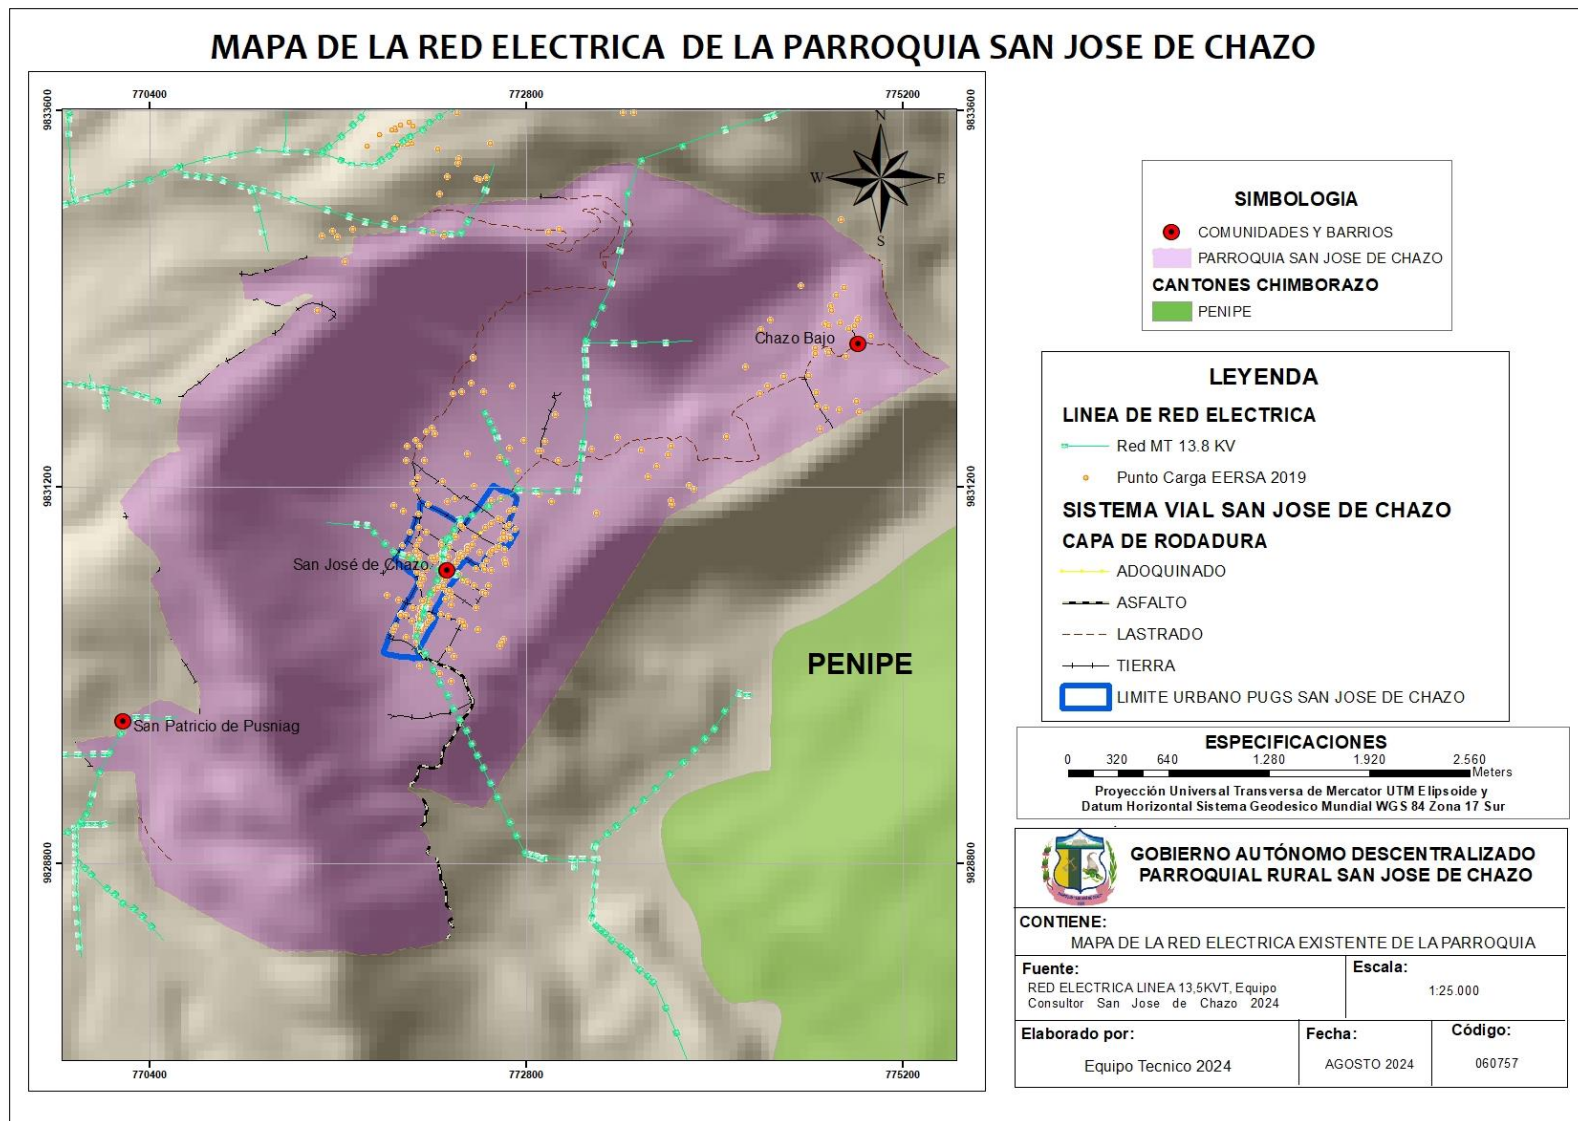 MAPA DE LA RED ELECTRICA DE LA PARROQUIA SAN JOSE DE CHAZO
770400
772800
775200
9833600
9833600
N
W
E
S
Chazo Bajo
9831200
9831200
San José de Chazo
PENIPE
San Patricio de Pusniag
9828800
9828800
770400
772800
775200
SIMBOLOGIA
COMUNIDADES Y BARRIOS
PARROQUIA SAN JOSE DE CHAZO
CANTONES CHIMBORAZO
PENIPE
LEYENDA
LINEA DE RED ELECTRICA
Red MT 13.8 KV
Punto Carga EERSA 2019
SISTEMA VIAL SAN JOSE DE CHAZO
CAPA DE RODADURA
ADOQUINADO
ASFALTO
LASTRADO
TIERRA
LIMITE URBANO PUGS SAN JOSE DE CHAZO
ESPECIFICACIONES
0 320 640 1.280 1.920 2.560
Meters
Proyección Universal Transversa de Mercator UTM Elipsoide y
Datum Horizontal Sistema Geodesico Mundial WGS 84 Zona 17 Sur
GOBIERNO AUTÓNOMO DESCENTRALIZADO
PARROQUIAL RURAL SAN JOSE DE CHAZO
CONTIENE:
MAPA DE LA RED ELECTRICA EXISTENTE DE LA PARROQUIA
Fuente:
RED ELECTRICA LINEA 13,5KVT, Equipo
Consultor San Jose de Chazo 2024
Escala:
1:25.000
Elaborado por:
Equipo Tecnico 2024
Fecha:
AGOSTO 2024
Código:
060757